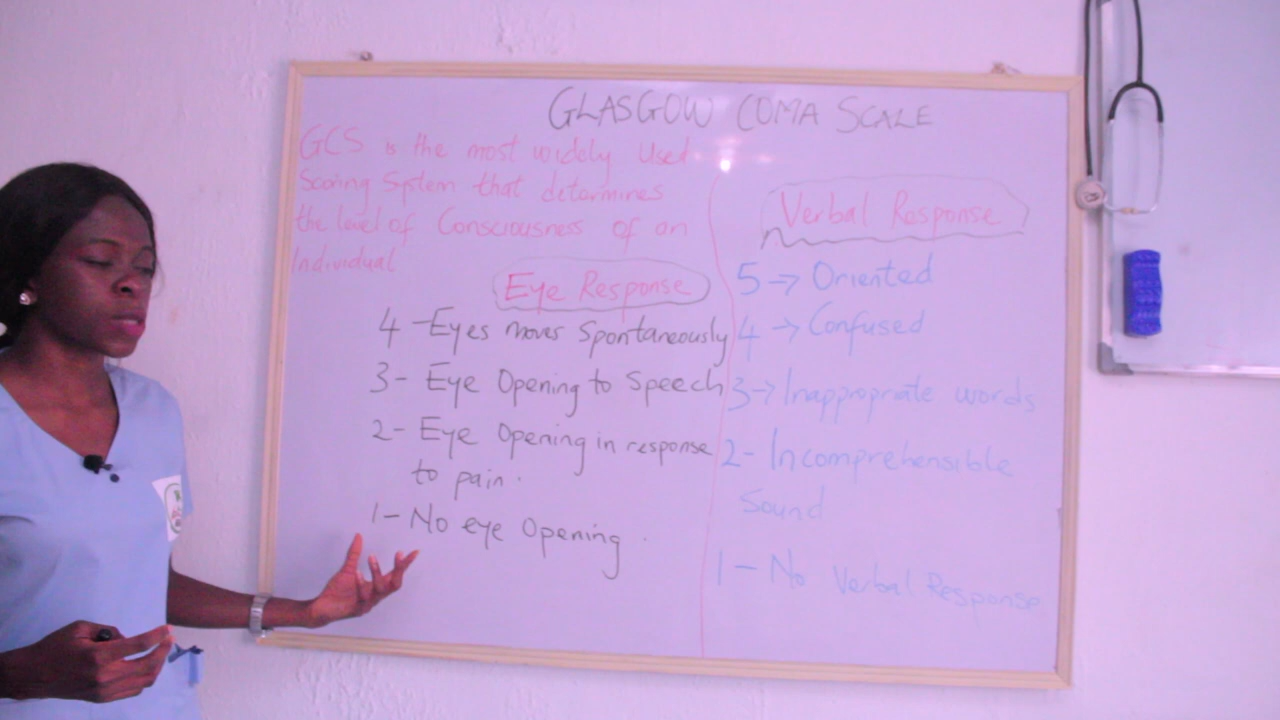 GLASGOW COMA SCALE
GCS is the most widely Used
Scoring System that determines
the level of Consciousness of an
Individual
Eye Response
4 - Eyes moves Spontaneously
3 - Eye Opening to Speech
2 - Eye Opening in response
to pain.
1 - No eye Opening.
Verbal Response
5 → Oriented
4 → Confused
3 → Inappropriate words
2 - Incomprehensible
Sound
1 - No Verbal Response